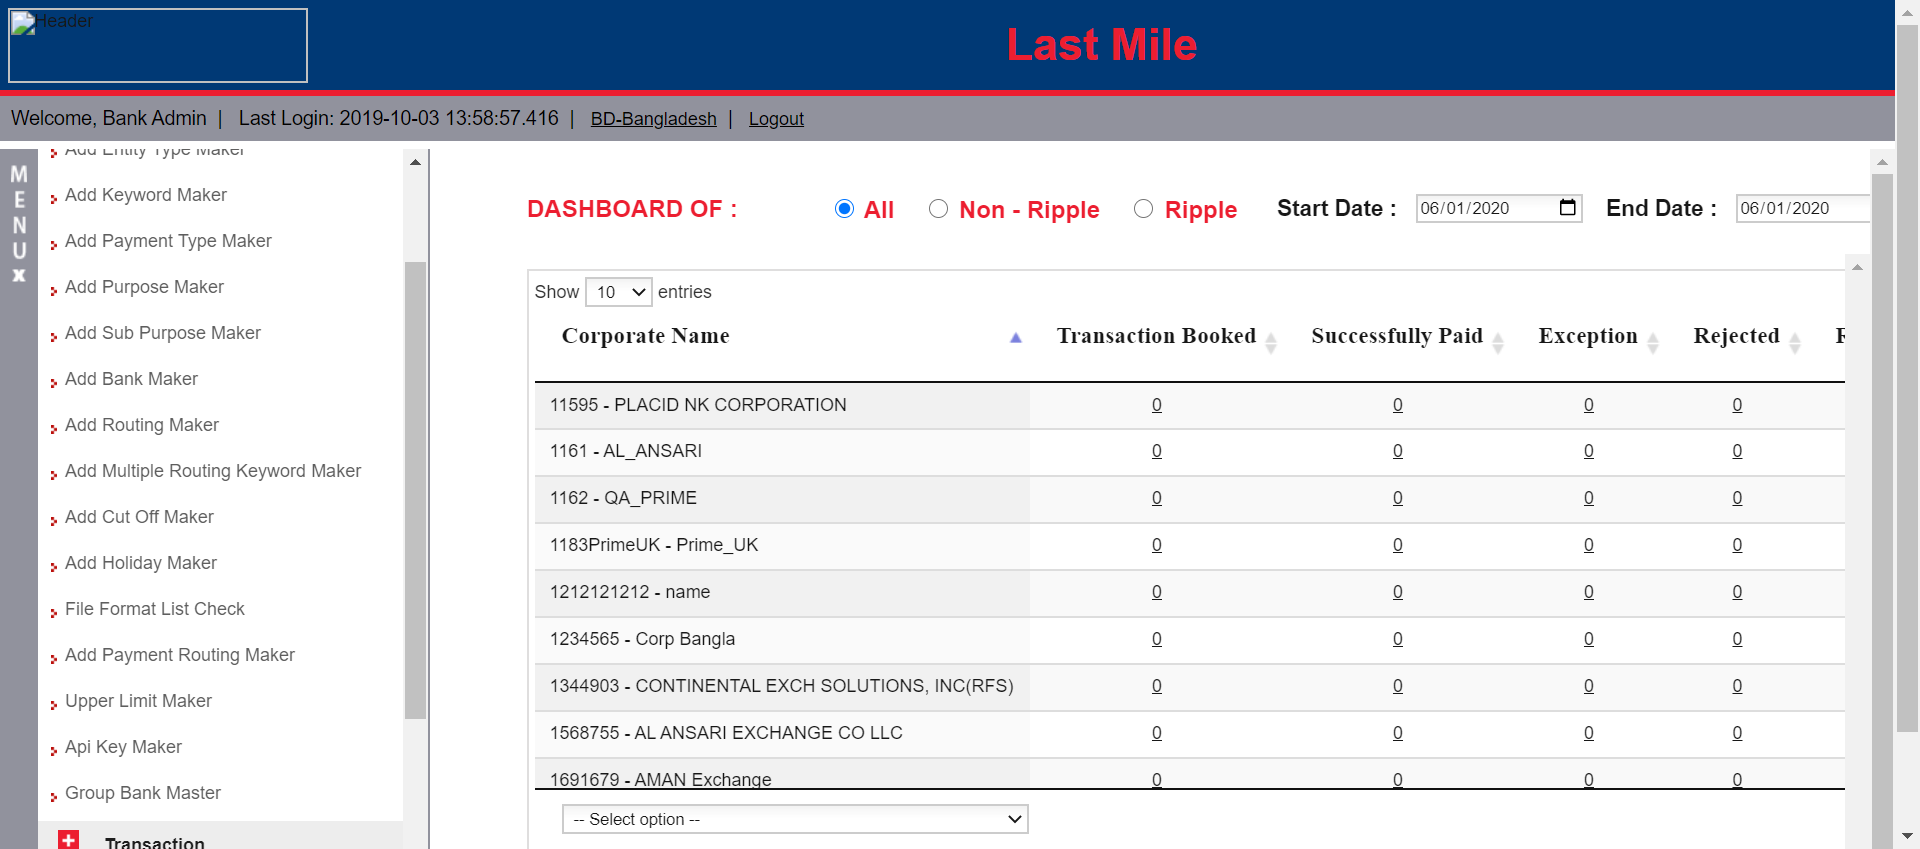 Header
Last Mile
Welcome, Bank Admin | Last Login: 2019-10-03 13:58:57.416 | BD-Bangladesh | Logout
MENU
x
Add Entity Type Maker
Add Keyword Maker
Add Payment Type Maker
Add Purpose Maker
Add Sub Purpose Maker
Add Bank Maker
Add Routing Maker
Add Multiple Routing Keyword Maker
Add Cut Off Maker
Add Holiday Maker
File Format List Check
Add Payment Routing Maker
Upper Limit Maker
Api Key Maker
Group Bank Master
Transaction
DASHBOARD OF : All Non - Ripple Ripple Start Date : 06/01/2020 End Date : 06/01/2020
Show 10 entries
Corporate Name Transaction Booked Successfully Paid Exception Rejected
11595 - PLACID NK CORPORATION 0 0 0 0
1161 - AL_ANSARI 0 0 0 0
1162 - QA_PRIME 0 0 0 0
1183PrimeUK - Prime_UK 0 0 0 0
1212121212 - name 0 0 0 0
1234565 - Corp Bangla 0 0 0 0
1344903 - CONTINENTAL EXCH SOLUTIONS, INC(RFS) 0 0 0 0
1568755 - AL ANSARI EXCHANGE CO LLC 0 0 0 0
1691679 - AMAN Exchange 0 0 0 0
-- Select option --